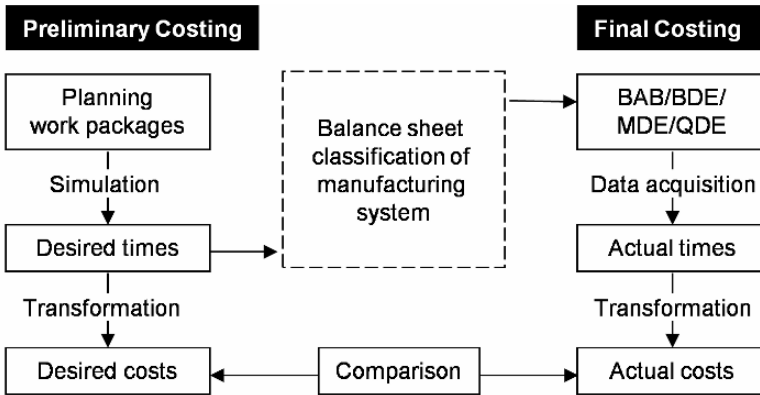 Preliminary Costing
Final Costing
Planning
work packages
Balance sheet
classification of
manufacturing
system
BAB/BDE/
MDE/QDE
Simulation
Data acquisition
Desired times
Actual times
Transformation
Transformation
Desired costs
Comparison
Actual costs